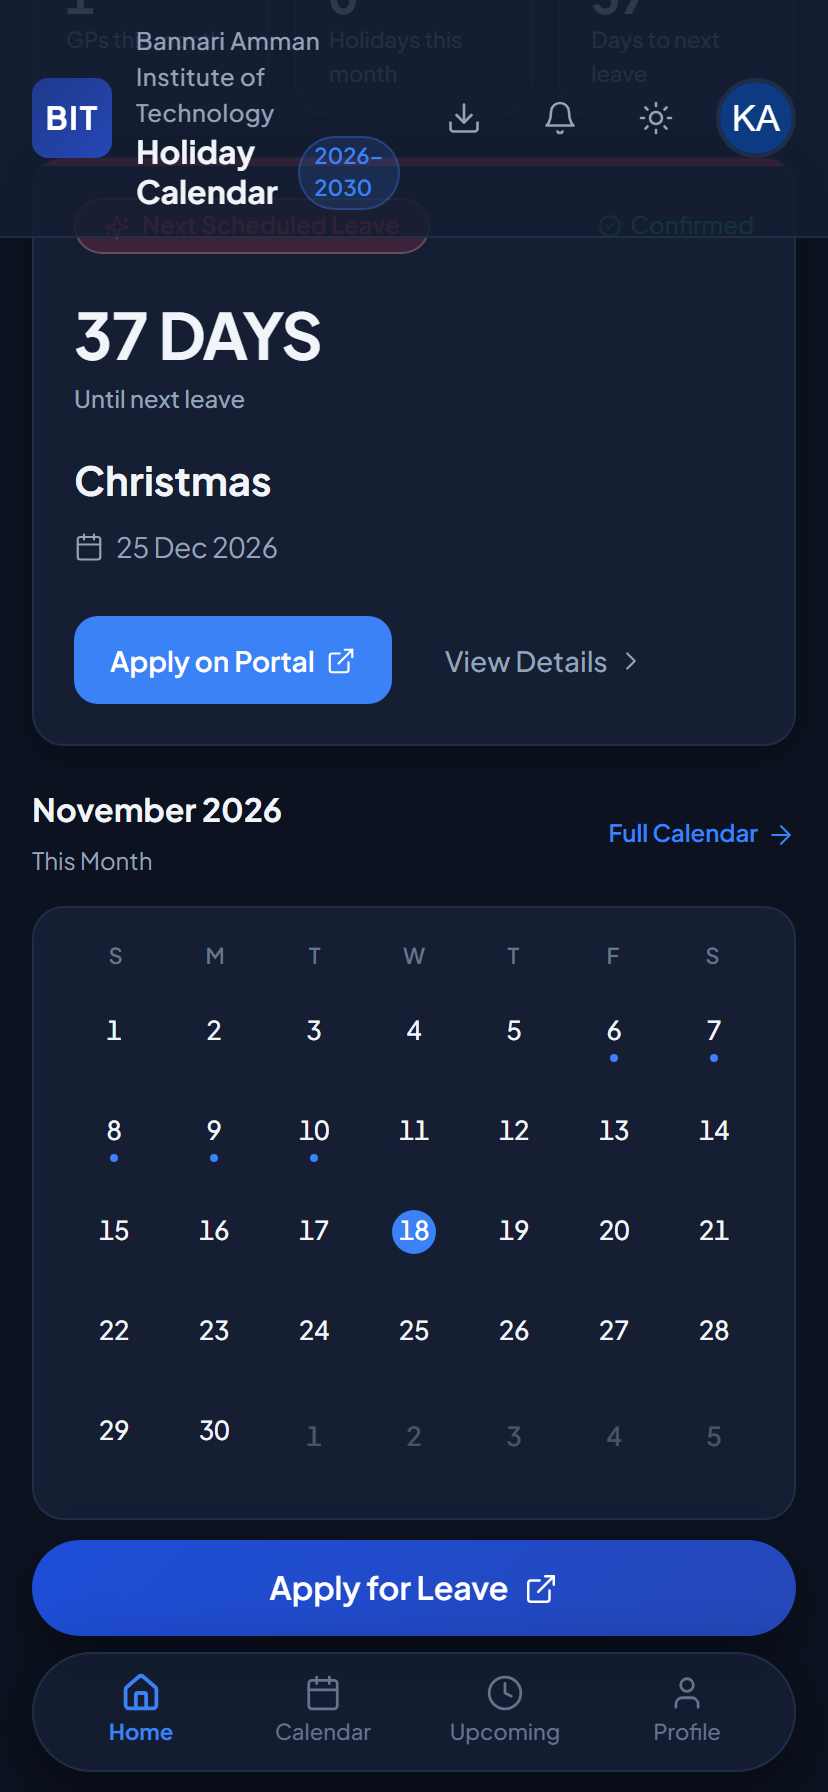 GPs this month
Holidays this
month
Days to next
leave
BIT
Bannari Amman
Institute of
Technology
Holiday
Calendar
2026–
2030
KA
Next Scheduled Leave
Confirmed
37 DAYS
Until next leave
Christmas
25 Dec 2026
Apply on Portal
View Details
November 2026
This Month
Full Calendar
S M T W T F S
1 2 3 4 5 6 7
8 9 10 11 12 13 14
15 16 17 18 19 20 21
22 23 24 25 26 27 28
29 30 1 2 3 4 5
Apply for Leave
Home Calendar Upcoming Profile